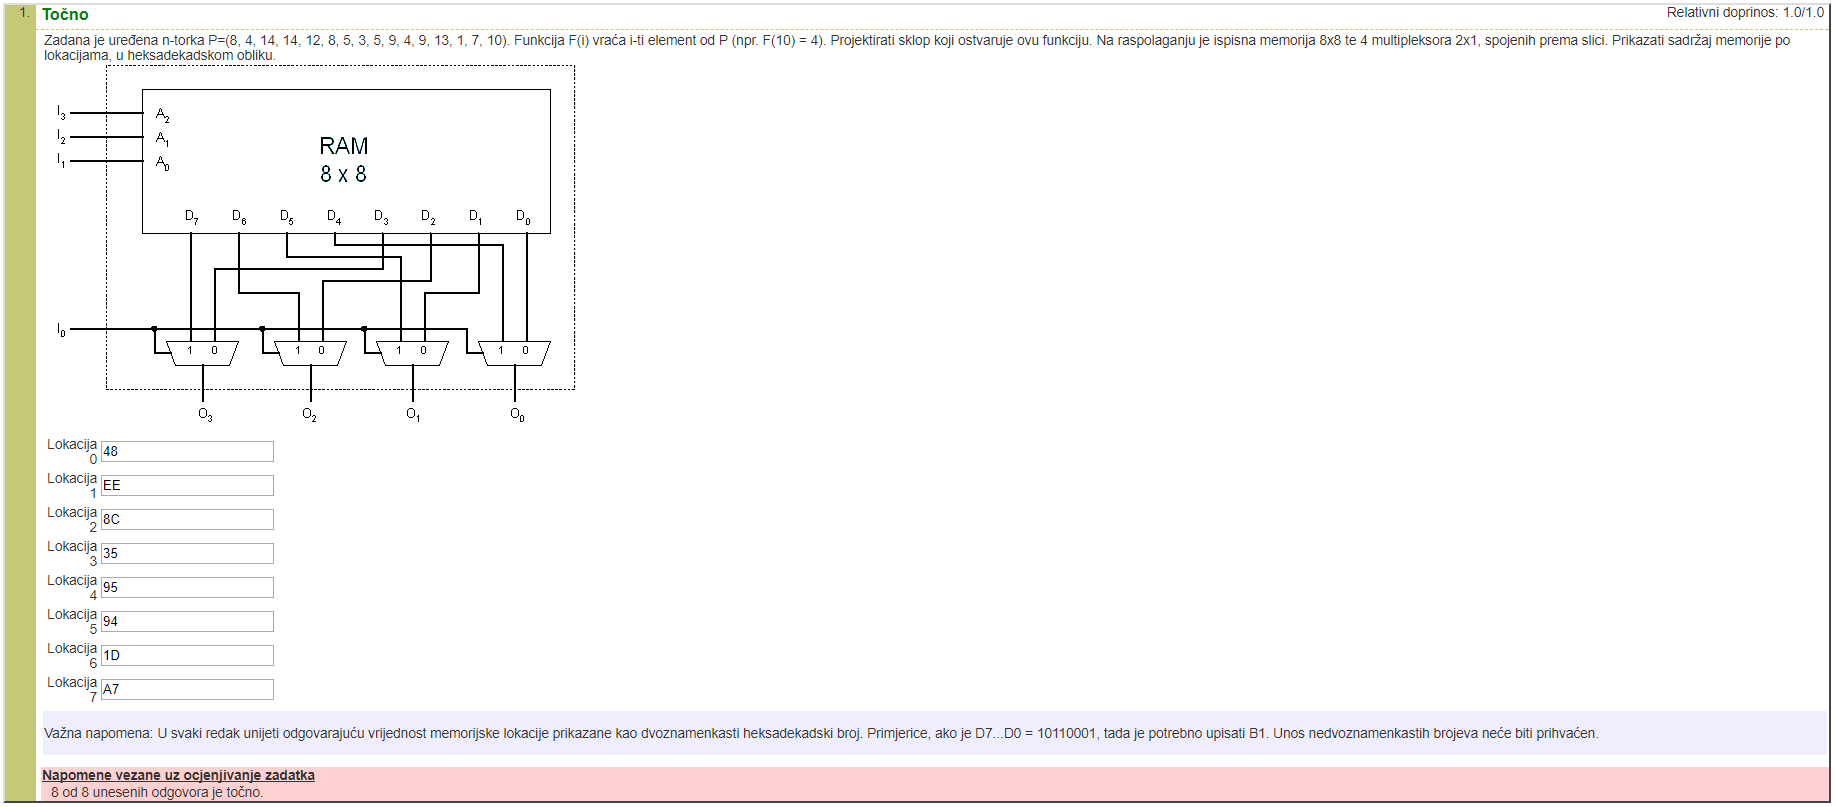 1. Točno Relativni doprinos: 1.0/1.0
Zadana je uređena n-torka P=(8, 4, 14, 14, 12, 8, 5, 3, 5, 9, 4, 9, 13, 1, 7, 10). Funkcija F(i) vraća i-ti element od P (npr. F(10) = 4). Projektirati sklop koji ostvaruje ovu funkciju. Na raspolaganju je ispisna memorija 8x8 te 4 multipleksora 2x1, spojenih prema slici. Prikazati sadržaj memorije po
lokacijama, u heksadekadskom obliku.
I3 A2
I2 A1
I1 A0
RAM
8 x 8
D7 D6 D5 D4 D3 D2 D1 D0
I0
1 0 1 0 1 0 1 0
O3 O2 O1 O0
Lokacija
0 48
Lokacija
1 EE
Lokacija
2 8C
Lokacija
3 35
Lokacija
4 95
Lokacija
5 94
Lokacija
6 1D
Lokacija
7 A7
Važna napomena: U svaki redak unijeti odgovarajuću vrijednost memorijske lokacije prikazane kao dvoznamenkasti heksadekadski broj. Primjerice, ako je D7...D0 = 10110001, tada je potrebno upisati B1. Unos nedvoznamenkastih brojeva neće biti prihvaćen.
Napomene vezane uz ocjenjivanje zadatka
8 od 8 unesenih odgovora je točno.